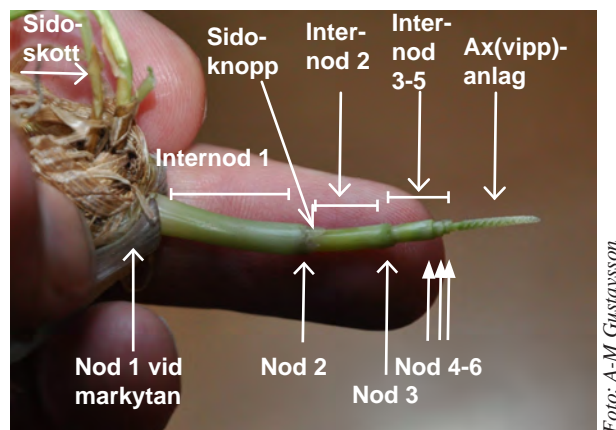 Sido-
skott
Sido-
knopp
Inter-
nod 2
Inter-
nod
3-5
Ax(vipp)-
anlag
Internod 1
Nod 1 vid
markytan
Nod 2
Nod 3
Nod 4-6
Foto: A-M Gustavsson